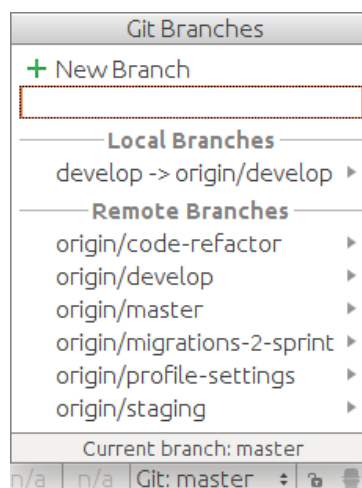 Git Branches
+ New Branch
Local Branches
develop -> origin/develop
Remote Branches
origin/code-refactor
origin/develop
origin/master
origin/migrations-2-sprint
origin/profile-settings
origin/staging
Current branch: master
n/a n/a Git: master